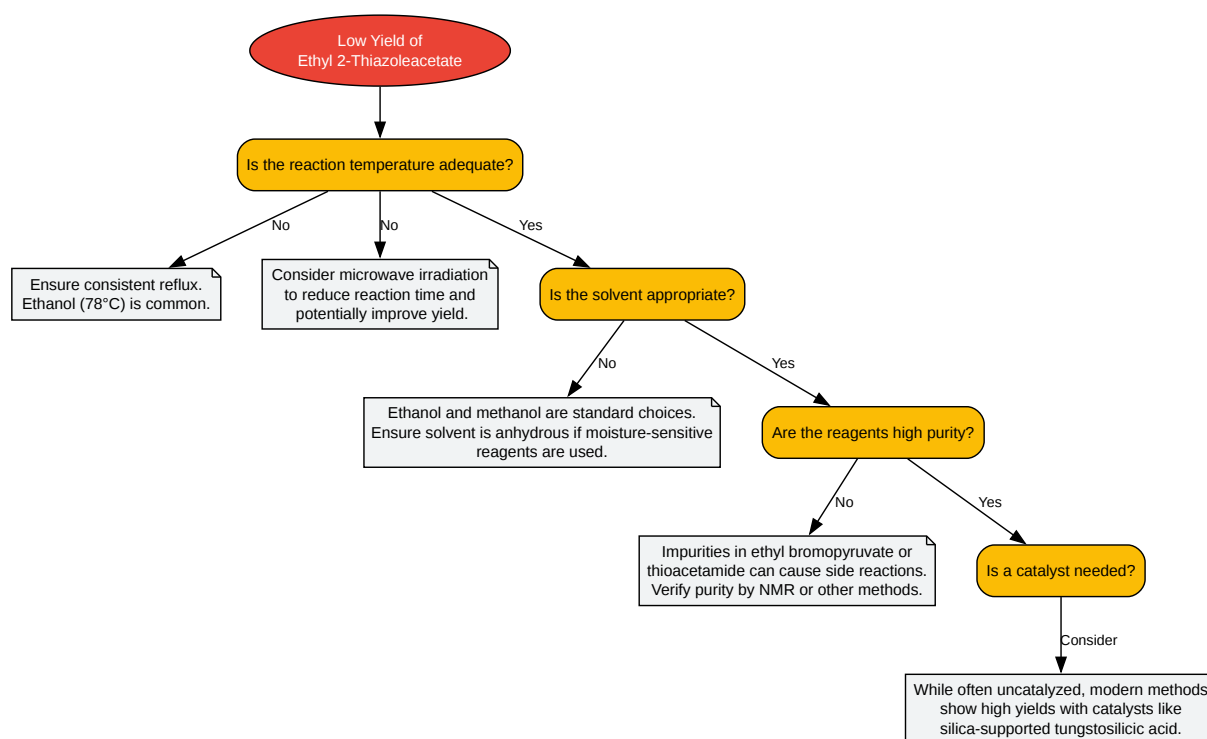 Low Yield of
Ethyl 2-Thiazoleacetate
Is the reaction temperature adequate?
No
No
Yes
Ensure consistent reflux.
Ethanol (78°C) is common.
Consider microwave irradiation
to reduce reaction time and
potentially improve yield.
Is the solvent appropriate?
No
Yes
Ethanol and methanol are standard choices.
Ensure solvent is anhydrous if moisture-sensitive
reagents are used.
Are the reagents high purity?
No
Yes
Impurities in ethyl bromopyruvate or
thioacetamide can cause side reactions.
Verify purity by NMR or other methods.
Is a catalyst needed?
Consider
While often uncatalyzed, modern methods
show high yields with catalysts like
silica-supported tungstosilicic acid.